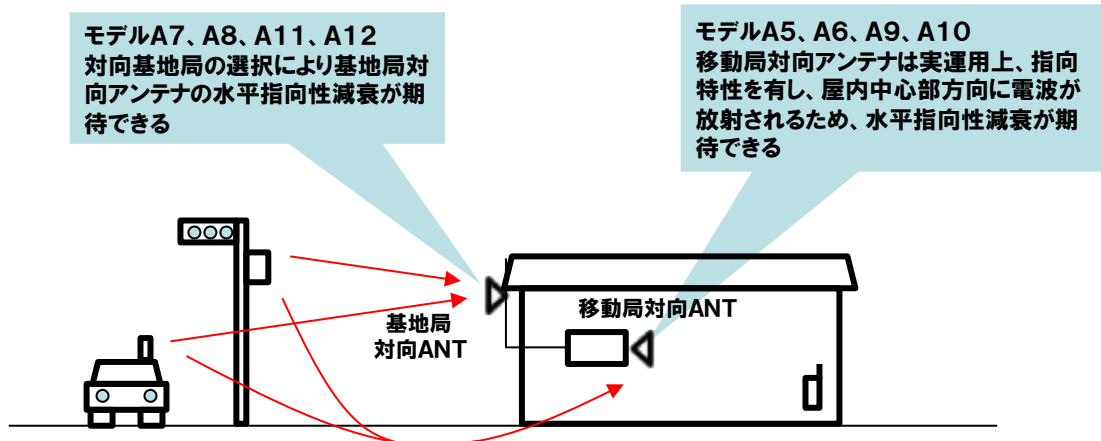 モデルA7、A8、A11、A12
対向基地局の選択により基地局対
向アンテナの水平指向性減衰が期
待できる
モデルA5、A6、A9、A10
移動局対向アンテナは実運用上、指向
特性を有し、屋内中心部方向に電波が
放射されるため、水平指向性減衰が期
待できる
基地局
対向ANT
移動局対向ANT